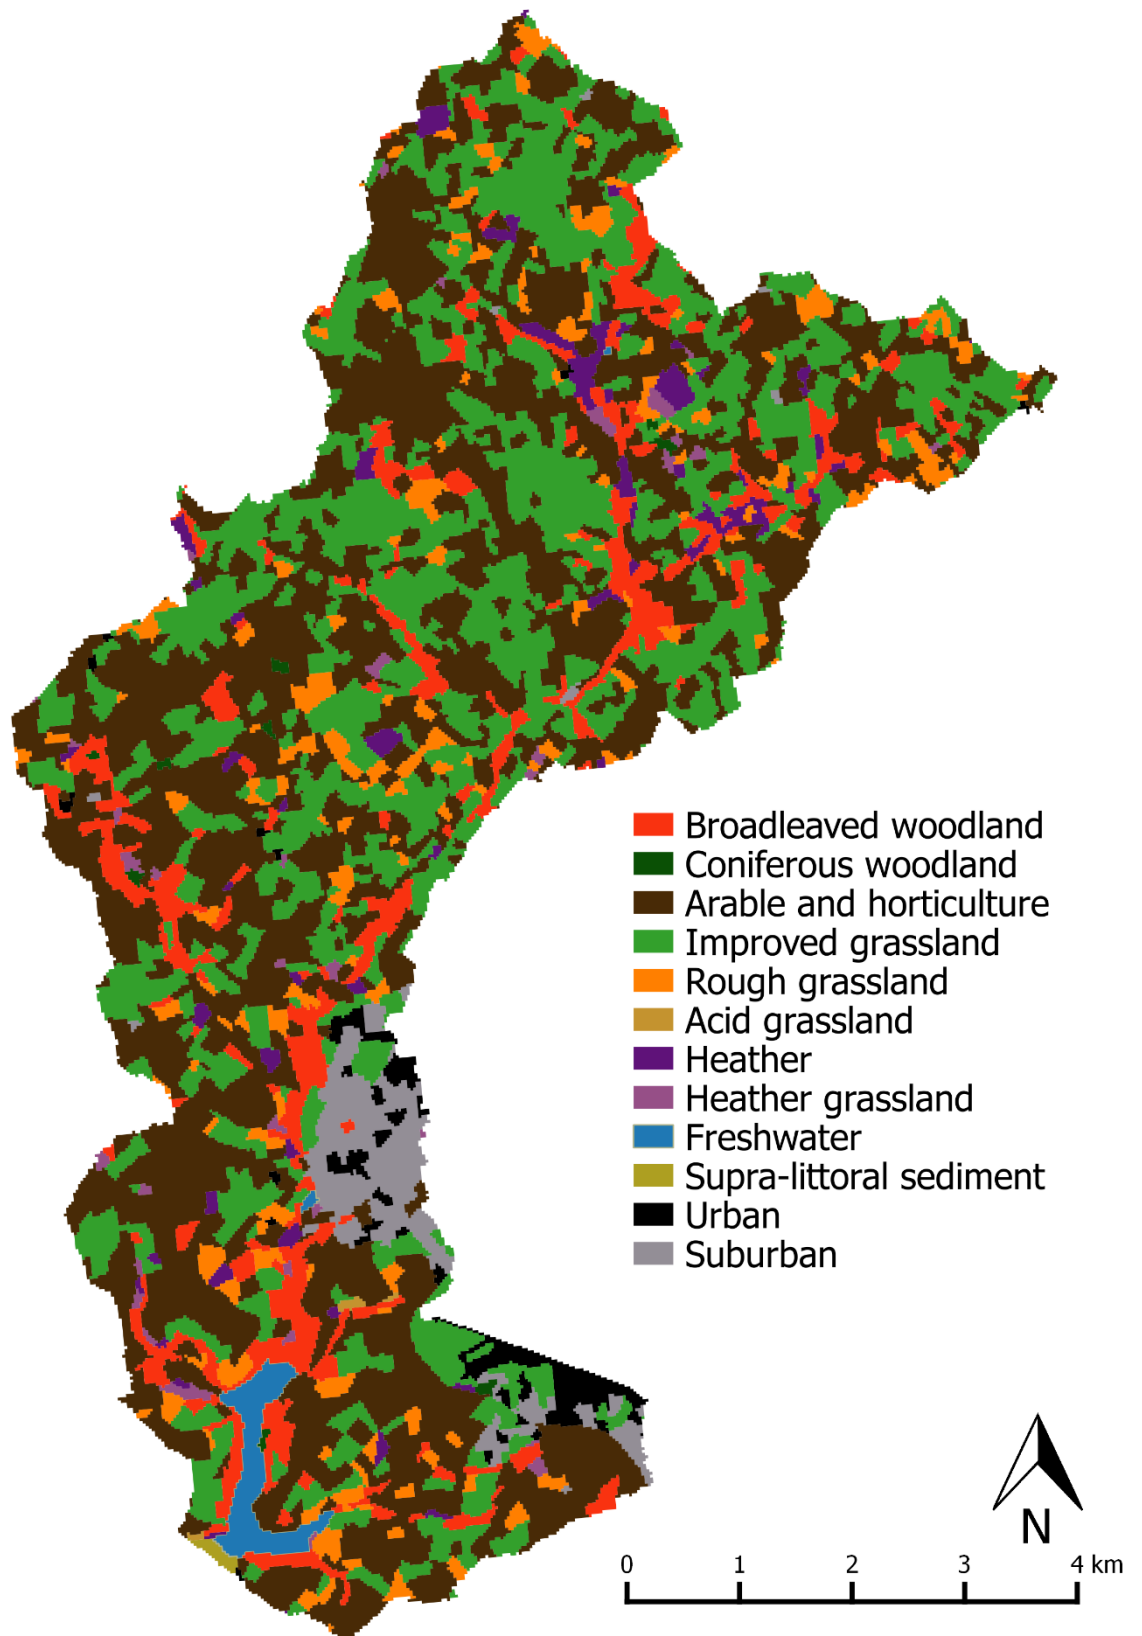 Broadleaved woodland
Coniferous woodland
Arable and horticulture
Improved grassland
Rough grassland
Acid grassland
Heather
Heather grassland
Freshwater
Supra-littoral sediment
Urban
Suburban
N
0 1 2 3 4 km